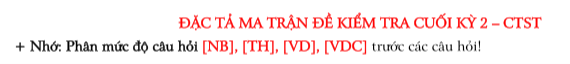 ĐẶC TẢ MA TRẬN ĐỀ KIỂM TRA CUỐI KỲ 2 – CTST
+ Nhớ: Phân mức độ câu hỏi [NB], [TH], [VD], [VDC] trước các câu hỏi!